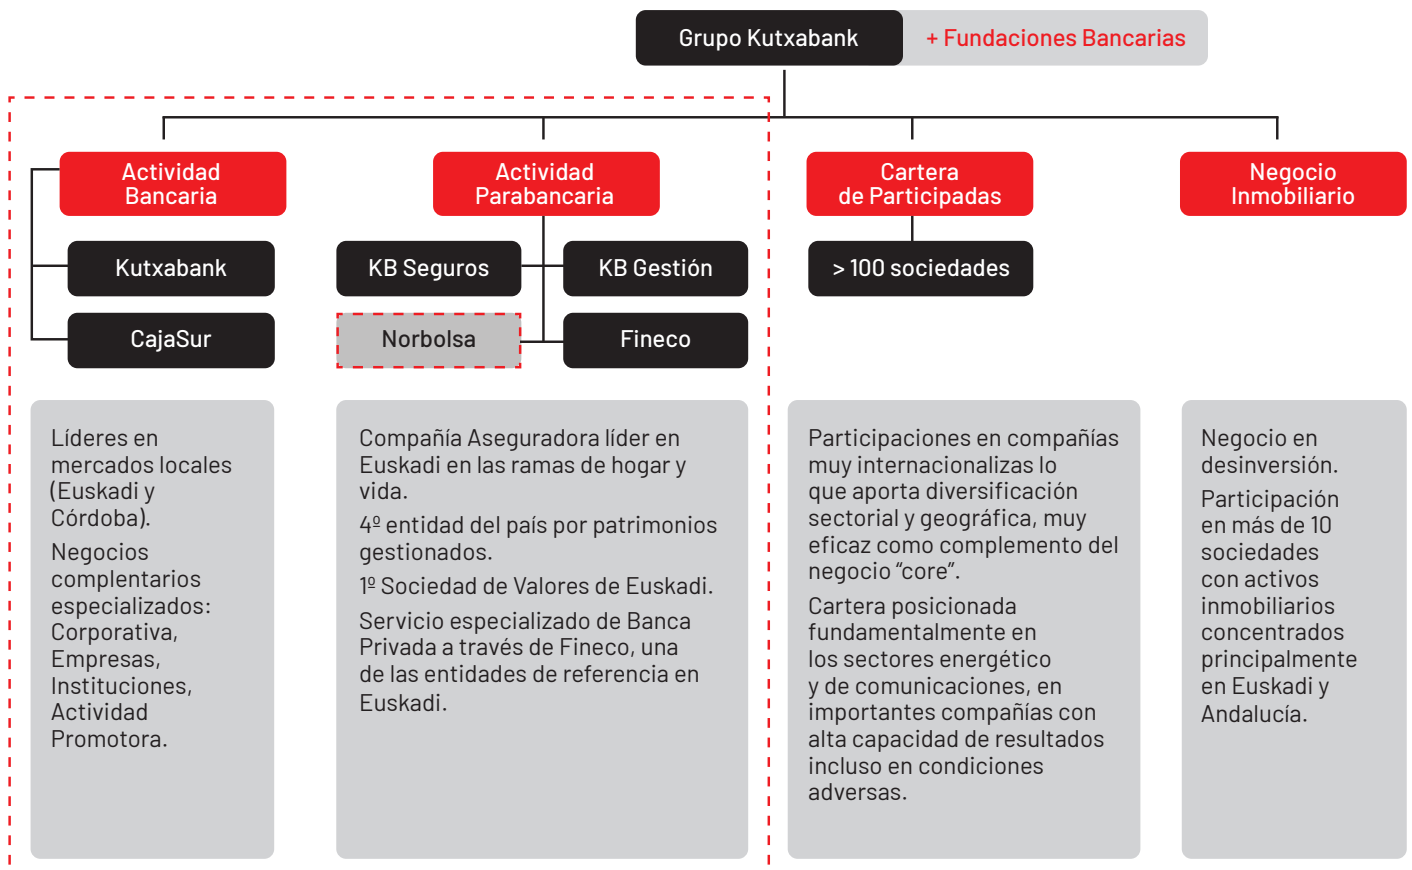 Grupo Kutxabank
+ Fundaciones Bancarias
Actividad
Bancaria
Actividad
Parabancaria
Cartera
de Participadas
Negocio
Inmobiliario
Kutxabank
KB Seguros
KB Gestión
> 100 sociedades
CajaSur
Norbolsa
Fineco
Líderes en
mercados locales
(Euskadi y
Córdoba).
Negocios
complentarios
especializados:
Corporativa,
Empresas,
Instituciones,
Actividad
Promotora.
Compañía Aseguradora líder en
Euskadi en las ramas de hogar y
vida.
4º entidad del país por patrimonios
gestionados.
1º Sociedad de Valores de Euskadi.
Servicio especializado de Banca
Privada a través de Fineco, una
de las entidades de referencia en
Euskadi.
Participaciones en compañías
muy internacionalizas lo
que aporta diversificación
sectorial y geográfica, muy
eficaz como complemento del
negocio “core”.
Cartera posicionada
fundamentalmente en
los sectores energético
y de comunicaciones, en
importantes compañías con
alta capacidad de resultados
incluso en condiciones
adversas.
Negocio en
desinversión.
Participación
en más de 10
sociedades
con activos
inmobiliarios
concentrados
principalmente
en Euskadi y
Andalucía.